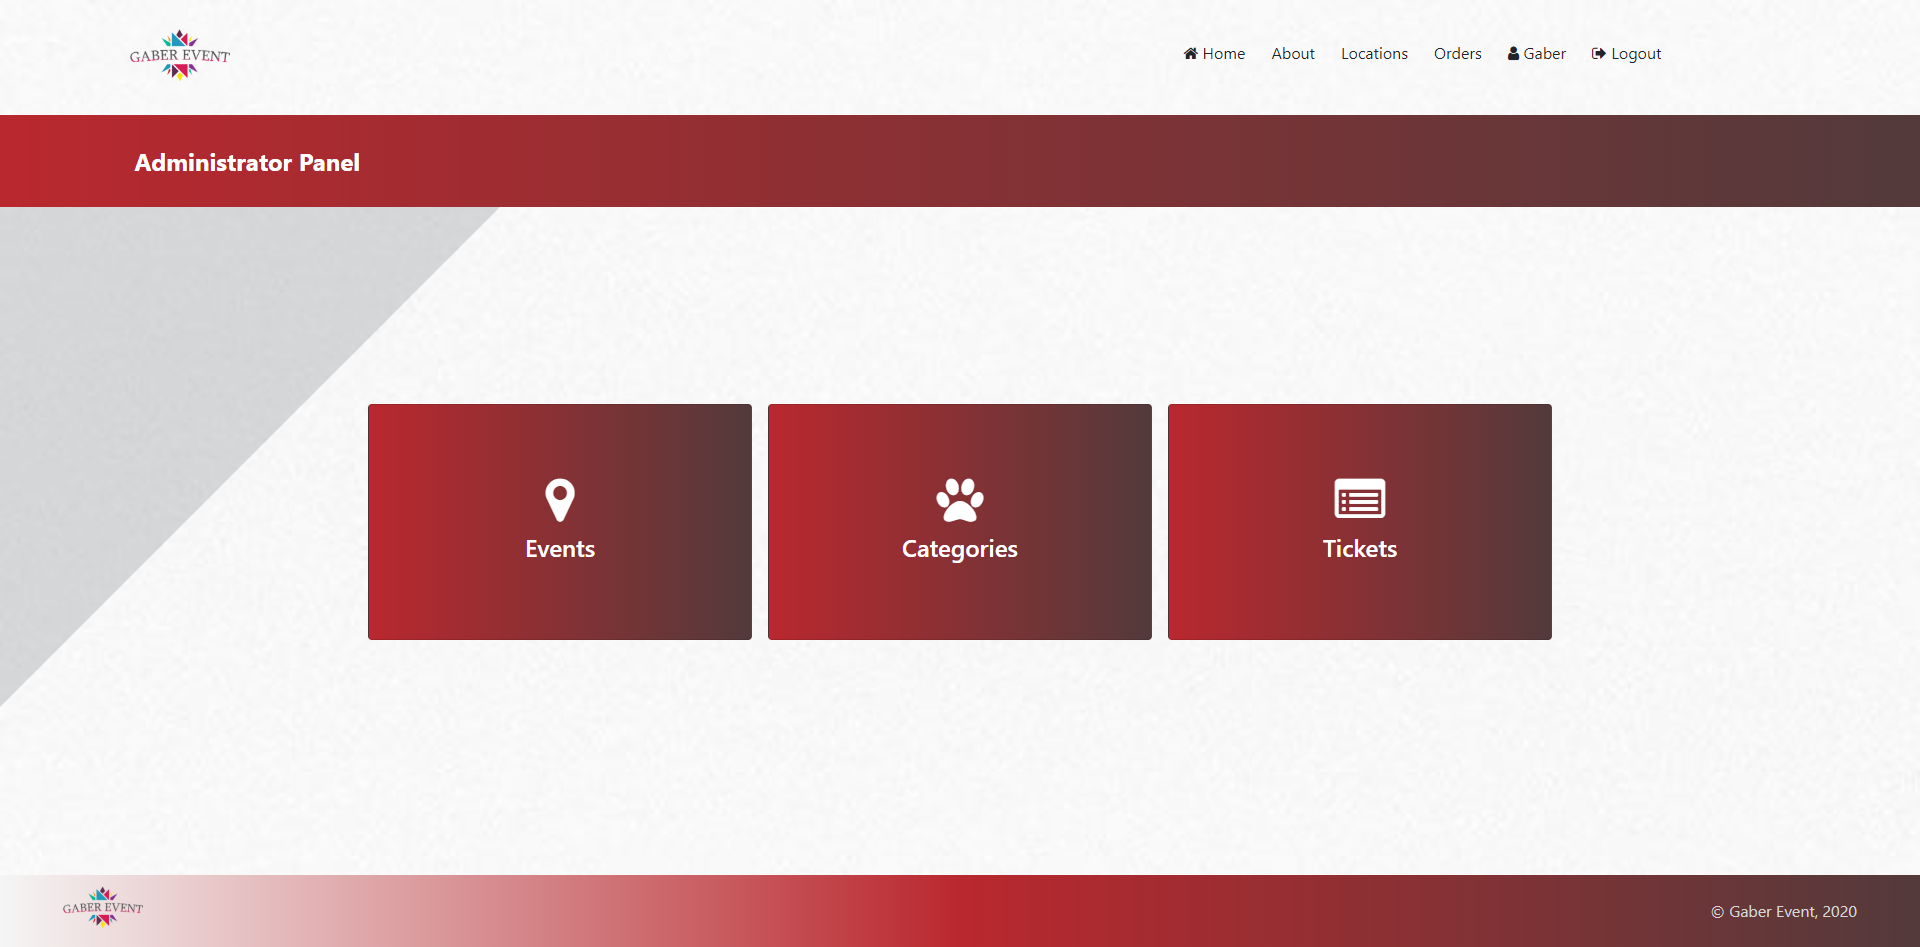 GABER EVENT
Home About Locations Orders Gaber Logout
Administrator Panel
Events
Categories
Tickets
GABER EVENT
© Gaber Event, 2020